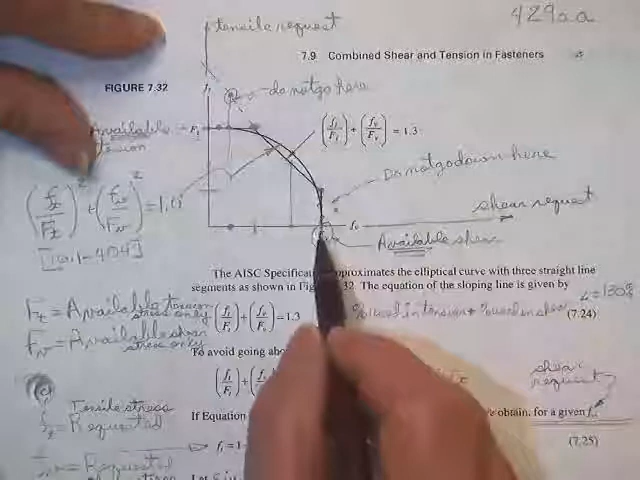 tensile request
429aa
7.9 Combined Shear and Tension in Fasteners
FIGURE 7.32
do not go here
Available
tension
(ft/Ft) + (fv/Fv) = 1.3
Do not go down here
(ft/Ft)² + (fv/Fv)² = 1.0
shear request
fv
[16.1-404]
Available shear
The AISC Specification approximates the elliptical curve with three straight line
segments as shown in Figure 7.32. The equation of the sloping line is given by
Ft = Available tension
stress only
(ft/Ft) + (fv/Fv) = 1.3
% used in tension + % used in shear
(7.24)
Fv = Available shear
stress only
To avoid going abo
shear
request
Tensile stress
ft = Requested
If Equation
e obtain, for a given fv,
(7.25)
= Requested